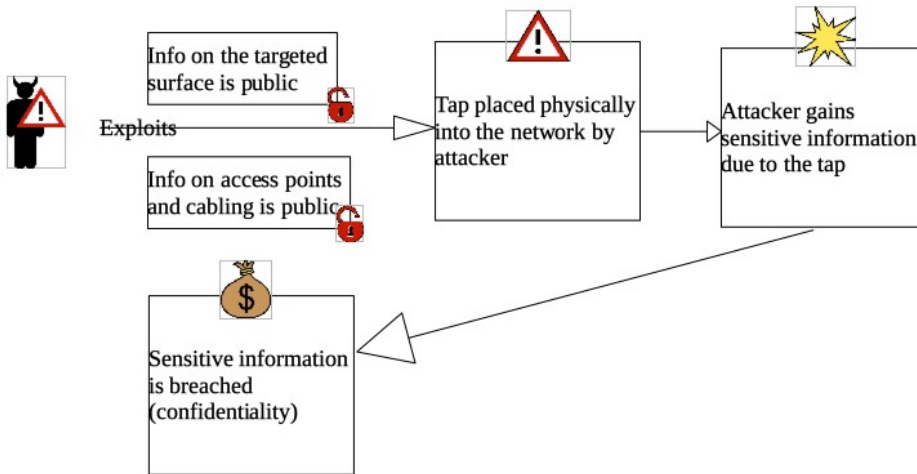 Info on the targeted
surface is public
Exploits
Info on access points
and cabling is public
Tap placed physically
into the network by
attacker
Attacker gains
sensitive information
due to the tap
Sensitive information
is breached
(confidentiality)